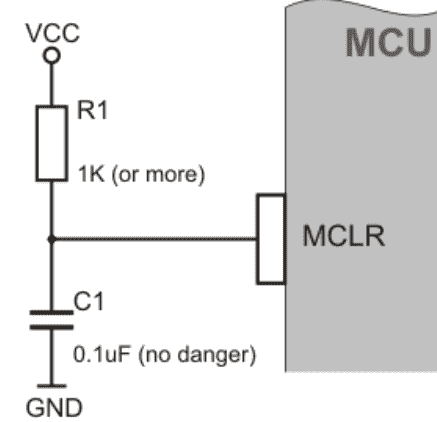 VCC
MCU
R1
1K (or more)
MCLR
C1
0.1uF (no danger)
GND